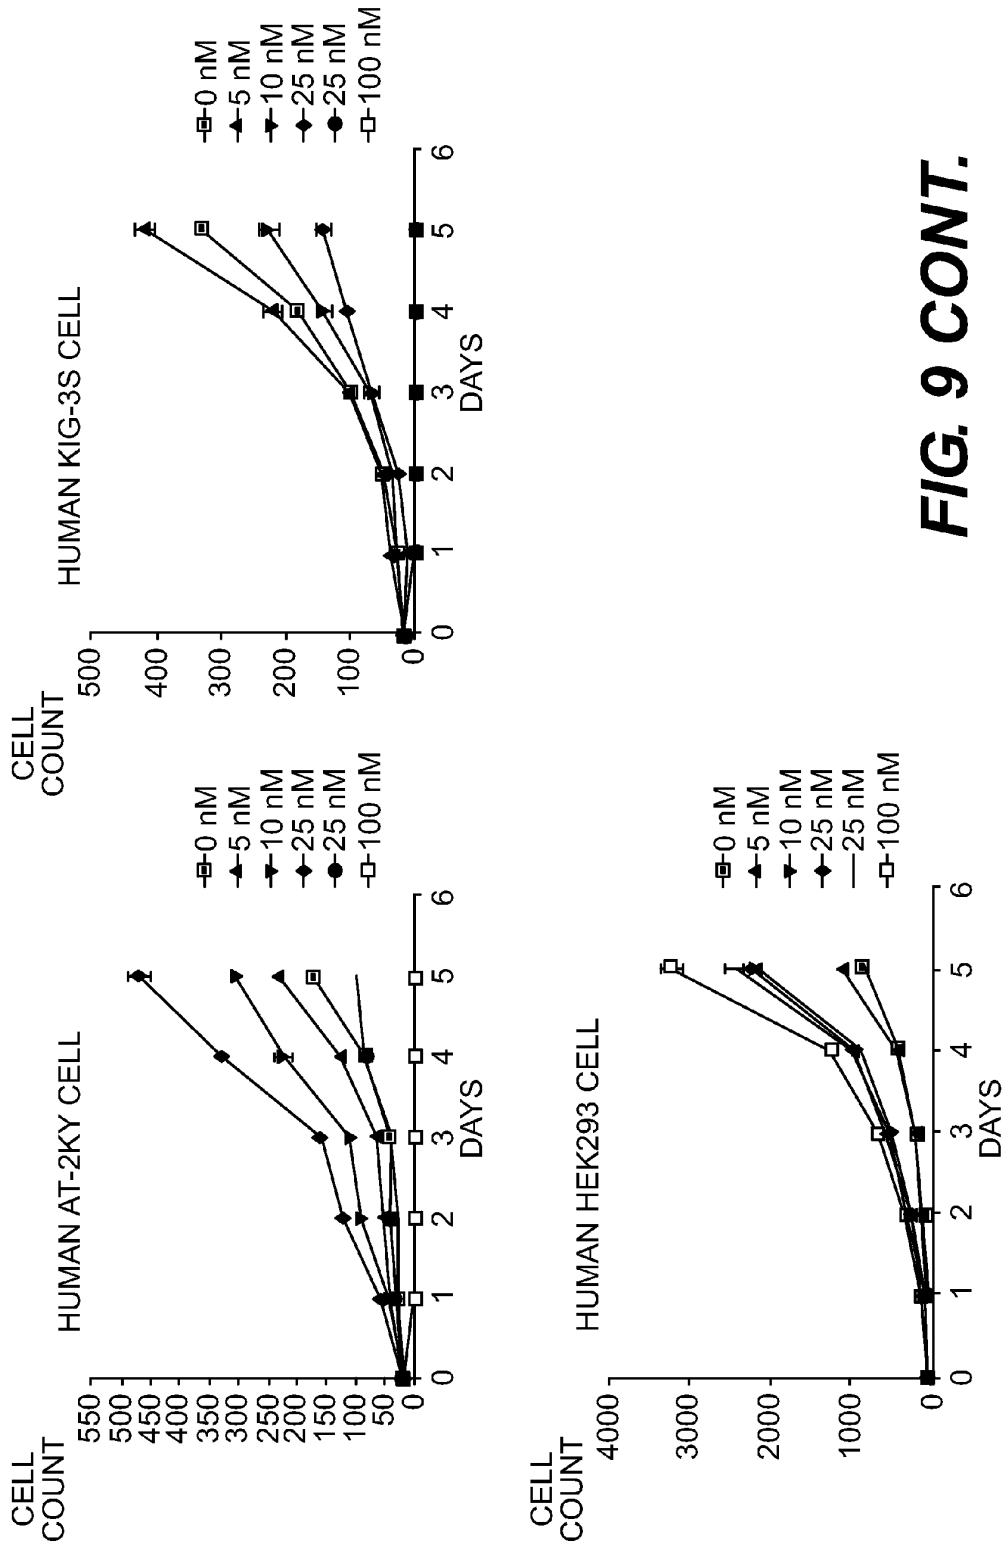 CELL
COUNT
HUMAN AT-2KY CELL
550
500
450
400
350
300
250
200
150
100
50
0
0 1 2 3 4 5 6
DAYS
0 nM
5 nM
10 nM
25 nM
25 nM
100 nM
CELL
COUNT
HUMAN KIG-3S CELL
500
400
300
200
100
0
0 1 2 3 4 5 6
DAYS
0 nM
5 nM
10 nM
25 nM
25 nM
100 nM
CELL
COUNT
HUMAN HEK293 CELL
4000
3000
2000
1000
0
0 1 2 3 4 5 6
DAYS
0 nM
5 nM
10 nM
25 nM
25 nM
100 nM
FIG. 9 CONT.